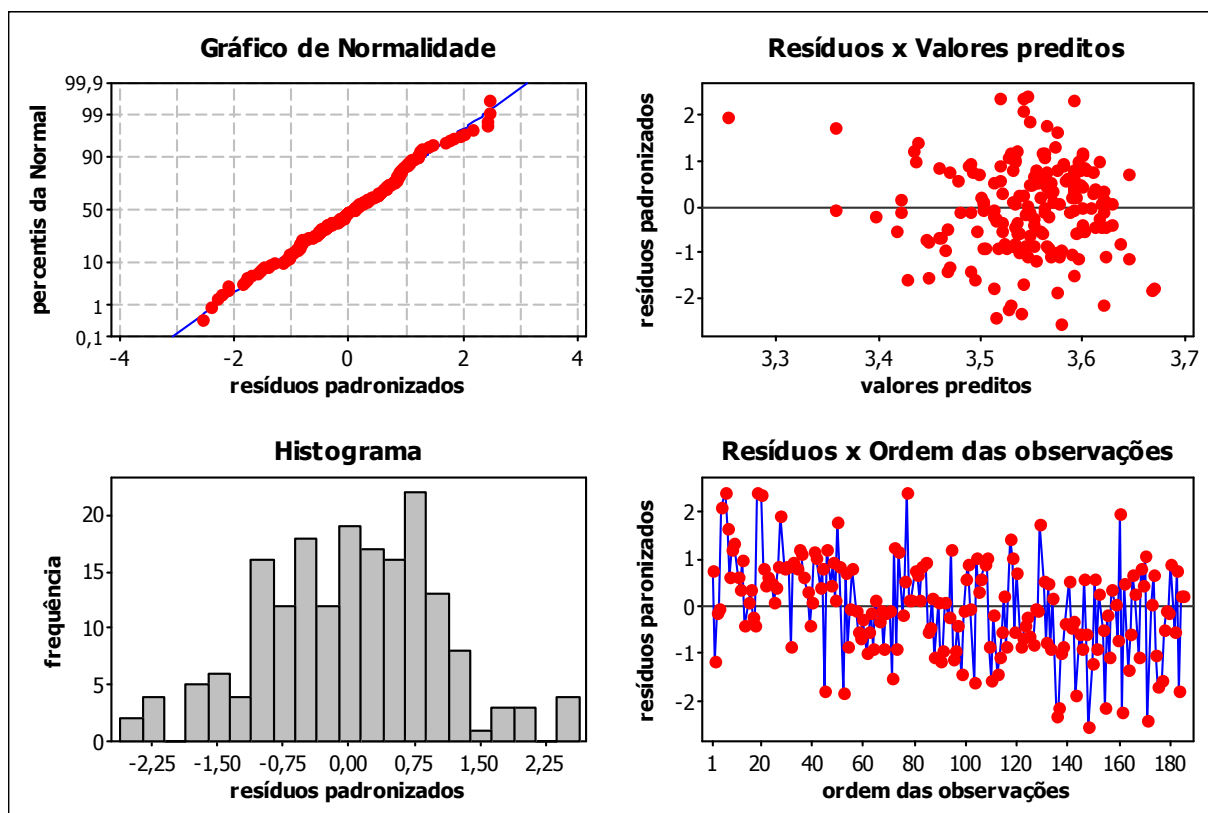 Gráfico de Normalidade
99,9
99
90
50
10
1
0,1
percentis da Normal
-4 -2 0 2 4
resíduos padronizados
Resíduos x Valores preditos
2
1
0
-1
-2
resíduos padronizados
3,3 3,4 3,5 3,6 3,7
valores preditos
Histograma
20
15
10
5
0
frequência
-2,25 -1,50 -0,75 0,00 0,75 1,50 2,25
resíduos padronizados
Resíduos x Ordem das observações
2
1
0
-1
-2
resíduos paronizados
1 20 40 60 80 100 120 140 160 180
ordem das observações